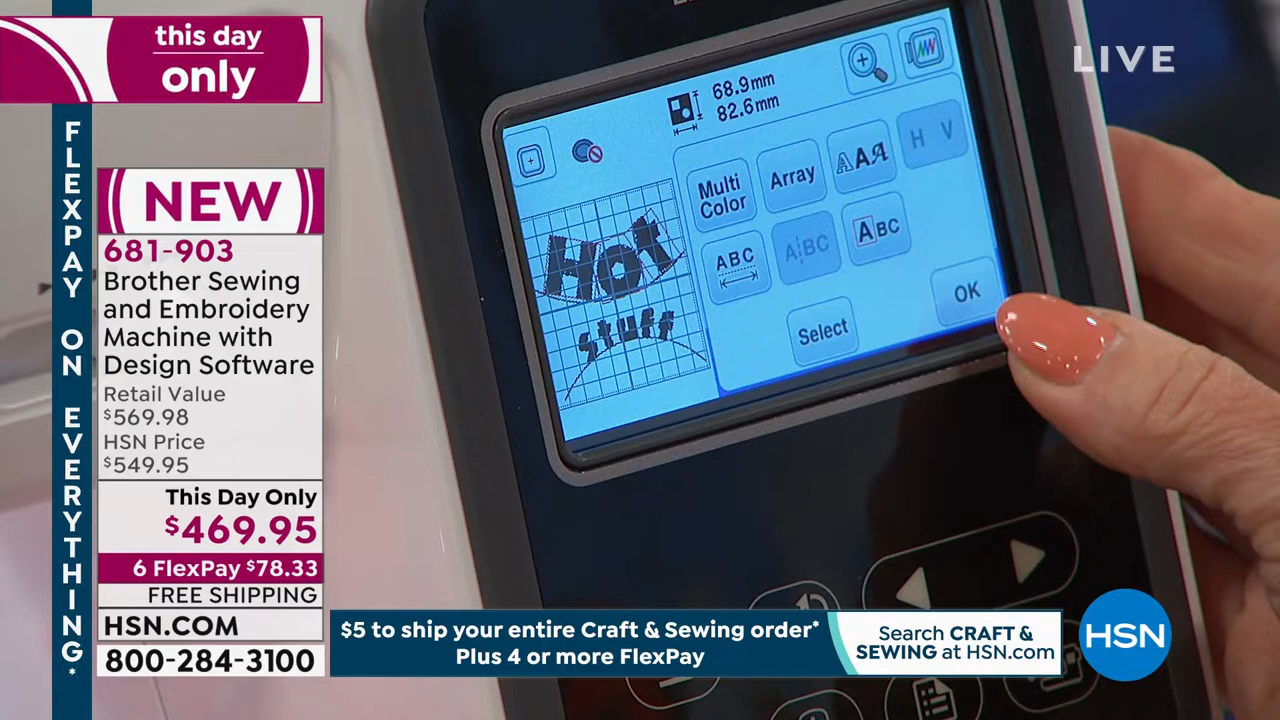 this day
only
FLEXPAY ON EVERYTHING*
NEW
681-903
Brother Sewing
and Embroidery
Machine with
Design Software
Retail Value
$569.98
HSN Price
$549.95
This Day Only
$469.95
6 FlexPay $78.33
FREE SHIPPING
HSN.COM
800-284-3100
LIVE
68.9mm
82.6mm
Multi
Color
Array
AAA
H V
ABC
A BC
ABC
Select
OK
Hot
stuff
$5 to ship your entire Craft & Sewing order*
Plus 4 or more FlexPay
Search CRAFT &
SEWING at HSN.com
HSN